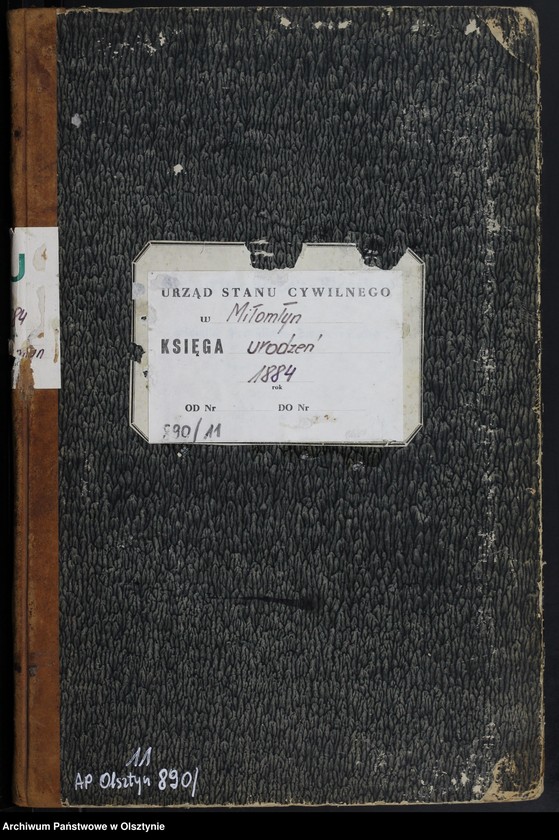 URZĄD STANU CYWILNEGO
w Miłomłyn
KSIĘGA urodzeń
1884
rok
OD Nr DO Nr
890/11
U
84
11
AP Olsztyn 890/
Archiwum Państwowe w Olsztynie